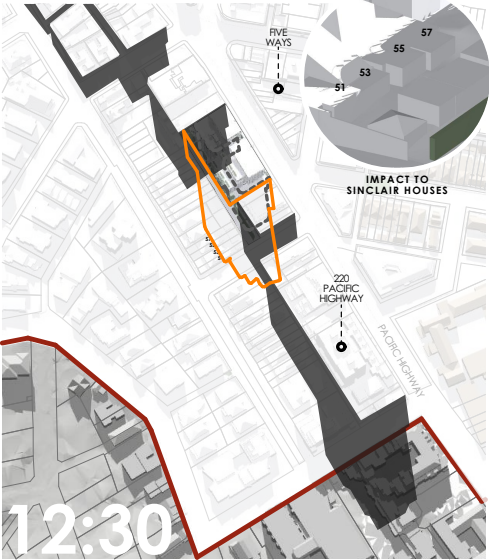 FIVE
WAYS
57
55
53
51
IMPACT TO
SINCLAIR HOUSES
220
PACIFIC
HIGHWAY
PACIFIC HIGHWAY
12:30